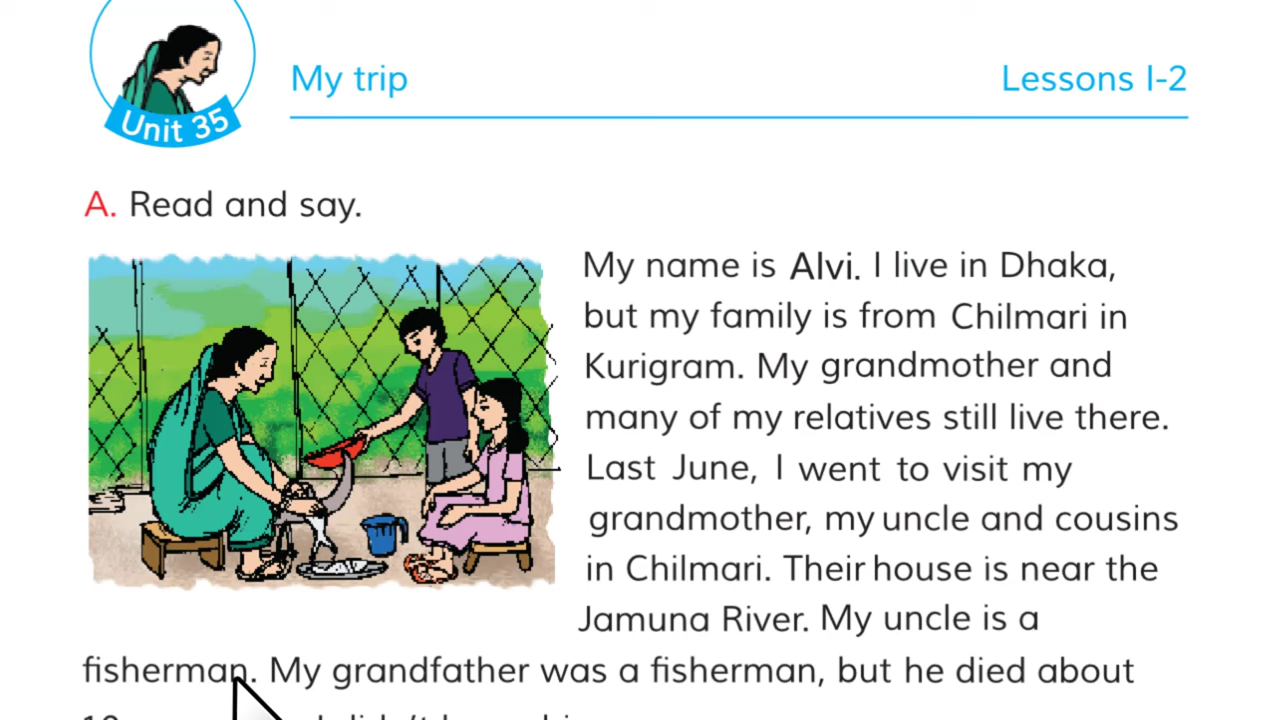 Unit 35
My trip
Lessons 1-2
A. Read and say.
My name is Alvi. I live in Dhaka,
but my family is from Chilmari in
Kurigram. My grandmother and
many of my relatives still live there.
Last June, I went to visit my
grandmother, my uncle and cousins
in Chilmari. Their house is near the
Jamuna River. My uncle is a
fisherman. My grandfather was a fisherman, but he died about